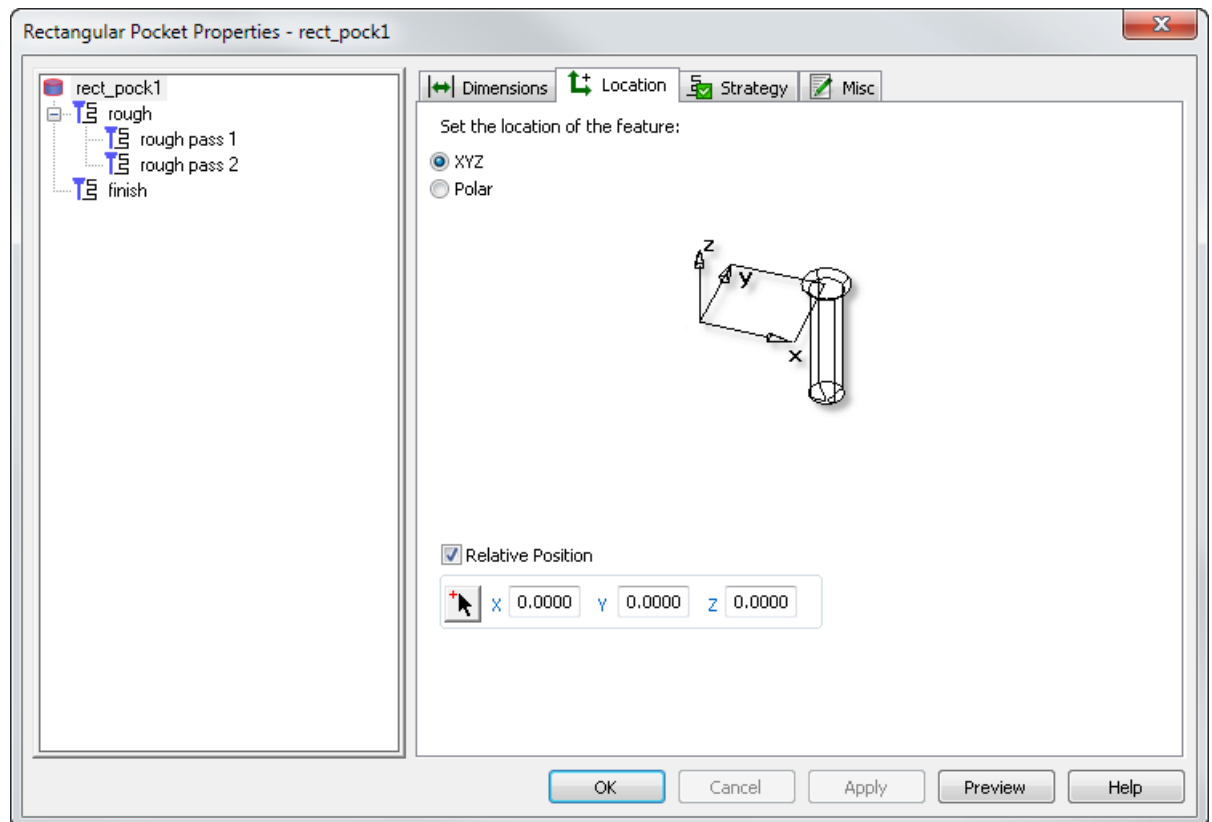 Rectangular Pocket Properties - rect_pock1
rect_pock1
rough
rough pass 1
rough pass 2
finish
Dimensions Location Strategy Misc
Set the location of the feature:
XYZ
Polar
z
y
x
Relative Position
X 0.0000 Y 0.0000 Z 0.0000
OK Cancel Apply Preview Help